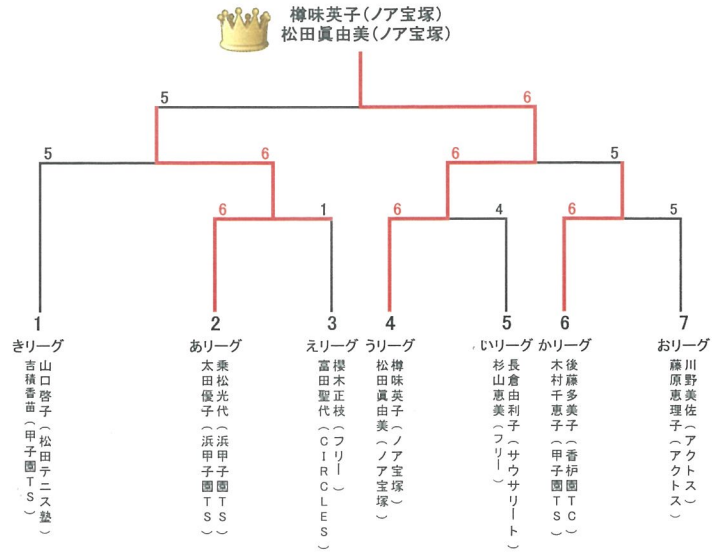 樽味英子(ノア宝塚)
松田眞由美(ノア宝塚)
5
6
5
6
6
5
6
1
6
4
6
5
1
2
3
4
5
6
7
きリーグ
あリーグ
えリーグ
うリーグ
いリーグ
かリーグ
おリーグ
山口啓子(松田テニス塾)
吉積香苗(甲子園TS)
乗松光代(浜甲子園TS)
太田優子(浜甲子園TS)
櫻木正枝(フリー)
富田聖代(CIRCLES)
樽味英子(ノア宝塚)
松田眞由美(ノア宝塚)
長倉由利子(サウサリート)
杉山恵美(フリー)
後藤多美子(香枦園TC)
木村千恵子(甲子園TS)
川野美佐(アクトス)
藤原恵理子(アクトス)